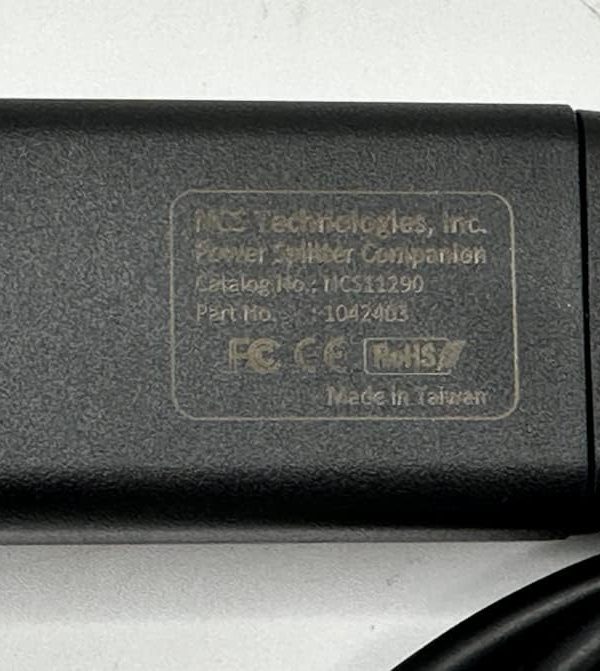 NCS Technologies, Inc.
Power Splitter Companion
Catalog No.: NCS11290
Part No. : 1042403
FC CE RoHS
Made in Taiwan